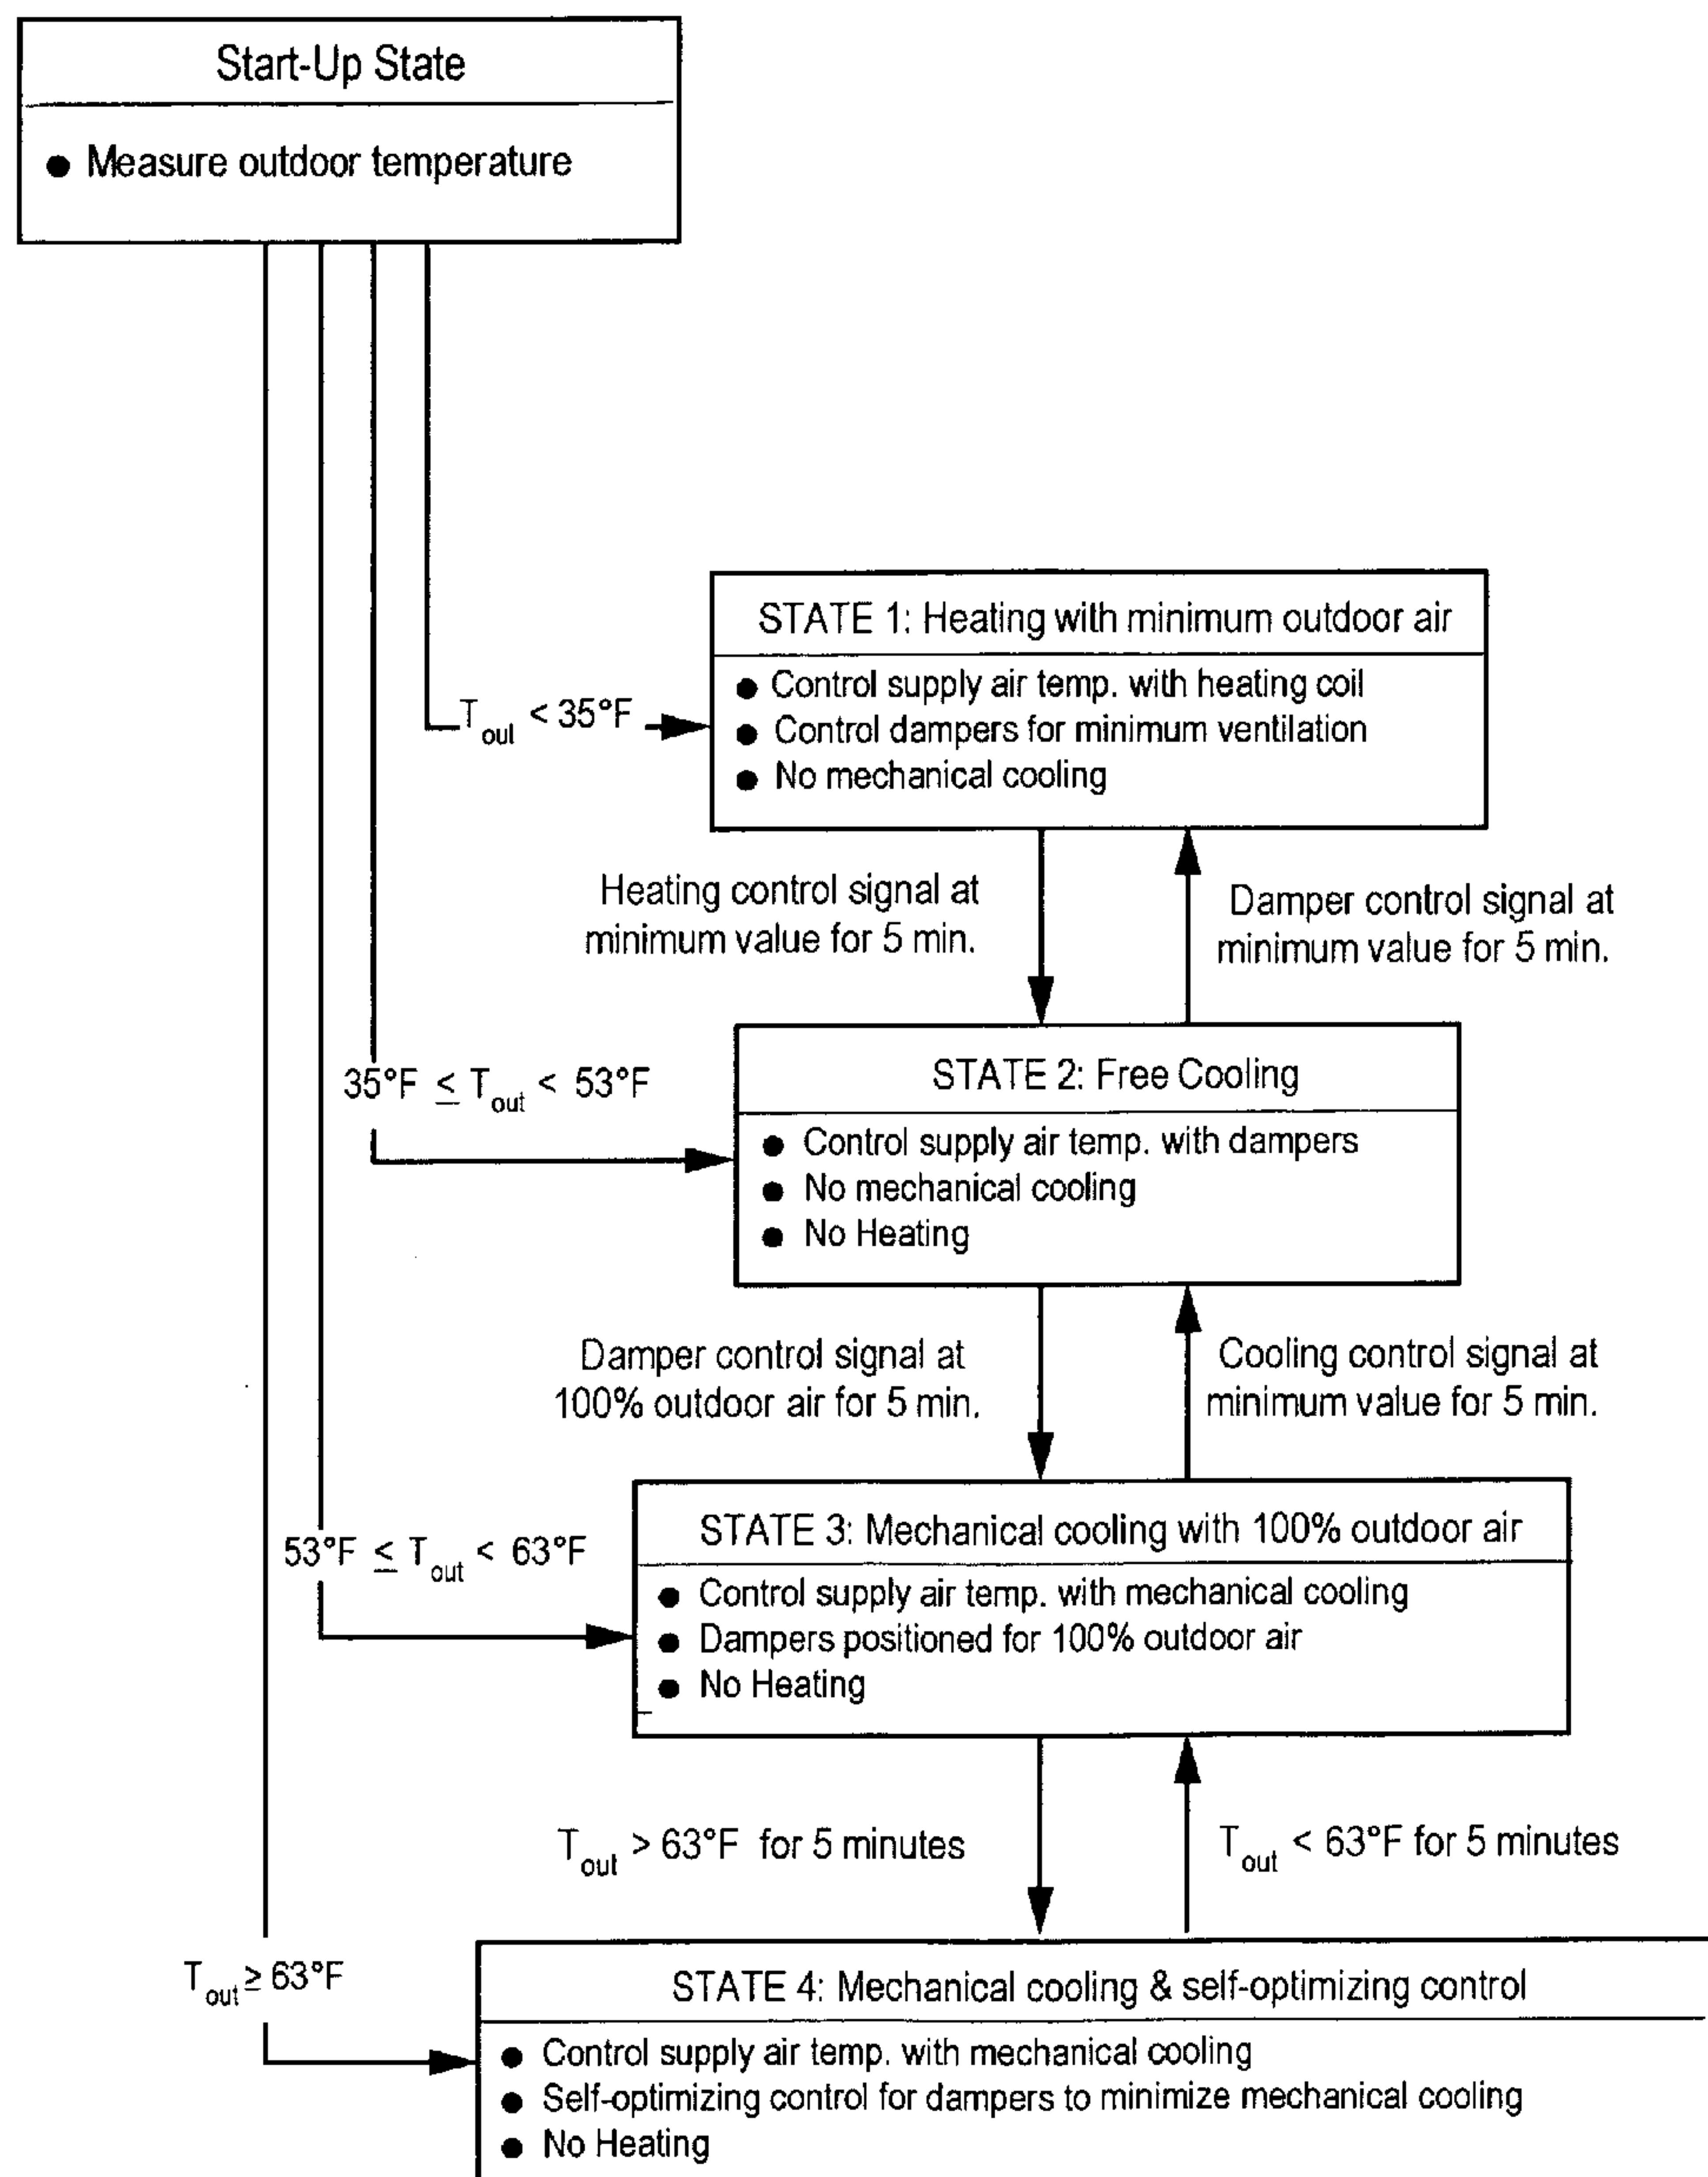 Start-Up State
● Measure outdoor temperature
T_out < 35°F
STATE 1: Heating with minimum outdoor air
● Control supply air temp. with heating coil
● Control dampers for minimum ventilation
● No mechanical cooling
Heating control signal at
minimum value for 5 min.
Damper control signal at
minimum value for 5 min.
35°F ≤ T_out < 53°F
STATE 2: Free Cooling
● Control supply air temp. with dampers
● No mechanical cooling
● No Heating
Damper control signal at
100% outdoor air for 5 min.
Cooling control signal at
minimum value for 5 min.
53°F ≤ T_out < 63°F
STATE 3: Mechanical cooling with 100% outdoor air
● Control supply air temp. with mechanical cooling
● Dampers positioned for 100% outdoor air
● No Heating
T_out > 63°F for 5 minutes
T_out < 63°F for 5 minutes
T_out ≥ 63°F
STATE 4: Mechanical cooling & self-optimizing control
● Control supply air temp. with mechanical cooling
● Self-optimizing control for dampers to minimize mechanical cooling
● No Heating